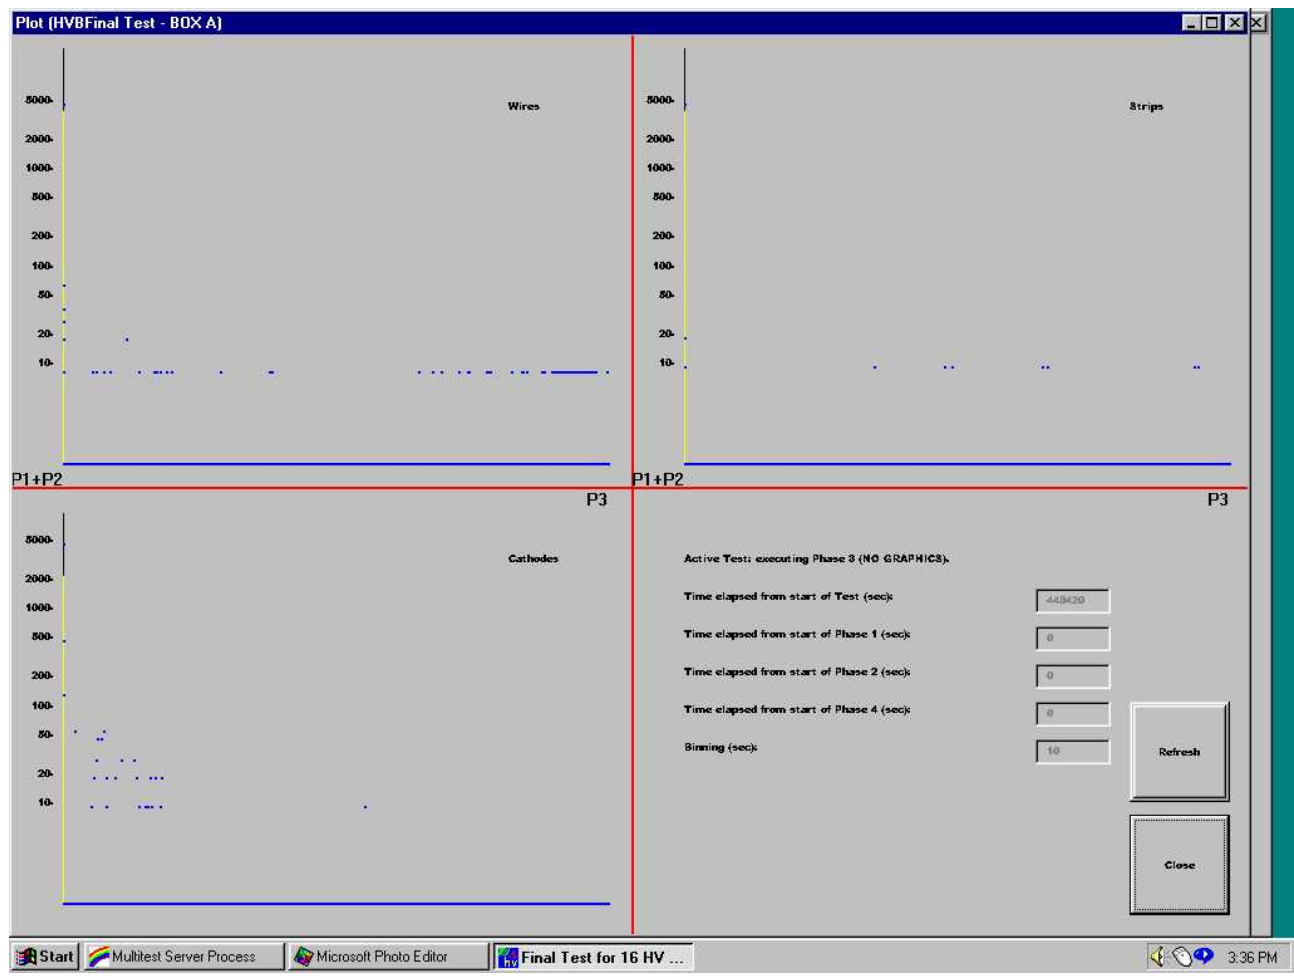 Plot (HVBFinal Test - BOX A)
5000-
2000-
1000-
500-
200-
100-
50-
20-
10-
Wires
P1+P2
P3
5000-
2000-
1000-
500-
200-
100-
50-
20-
10-
Strips
P1+P2
P3
5000-
2000-
1000-
500-
200-
100-
50-
20-
10-
Cathodes
Active Test: executing Phase 3 (NO GRAPHICS).
Time elapsed from start of Test (sec):
448420
Time elapsed from start of Phase 1 (sec):
0
Time elapsed from start of Phase 2 (sec):
0
Time elapsed from start of Phase 4 (sec):
0
Binning (sec):
10
Refresh
Close
Start
Multitest Server Process
Microsoft Photo Editor
Final Test for 16 HV ...
3:36 PM